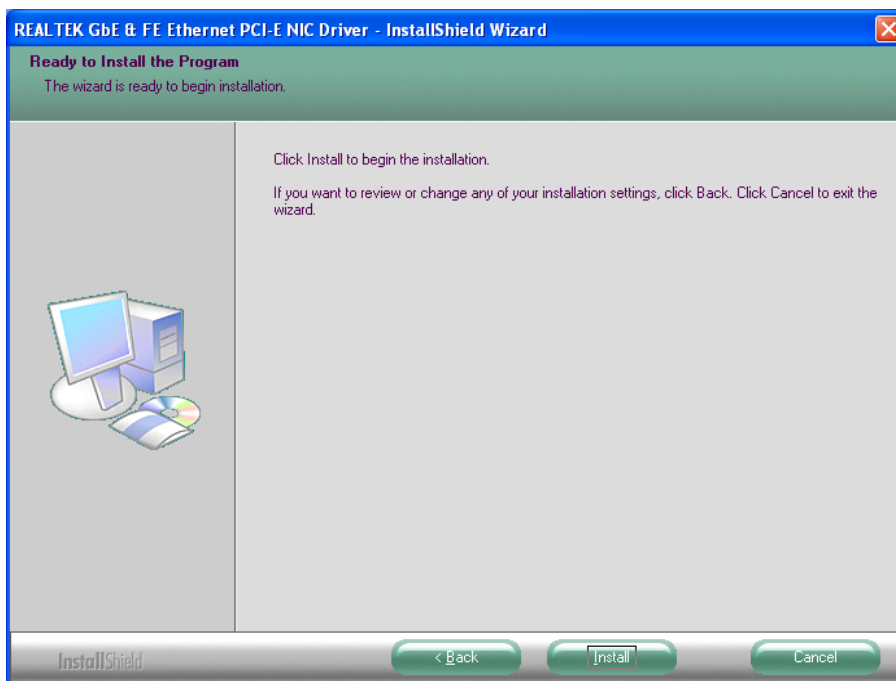 REALTEK GbE & FE Ethernet PCI-E NIC Driver - InstallShield Wizard
Ready to Install the Program
The wizard is ready to begin installation.
Click Install to begin the installation.
If you want to review or change any of your installation settings, click Back. Click Cancel to exit the
wizard.
InstallShield
< Back
Install
Cancel